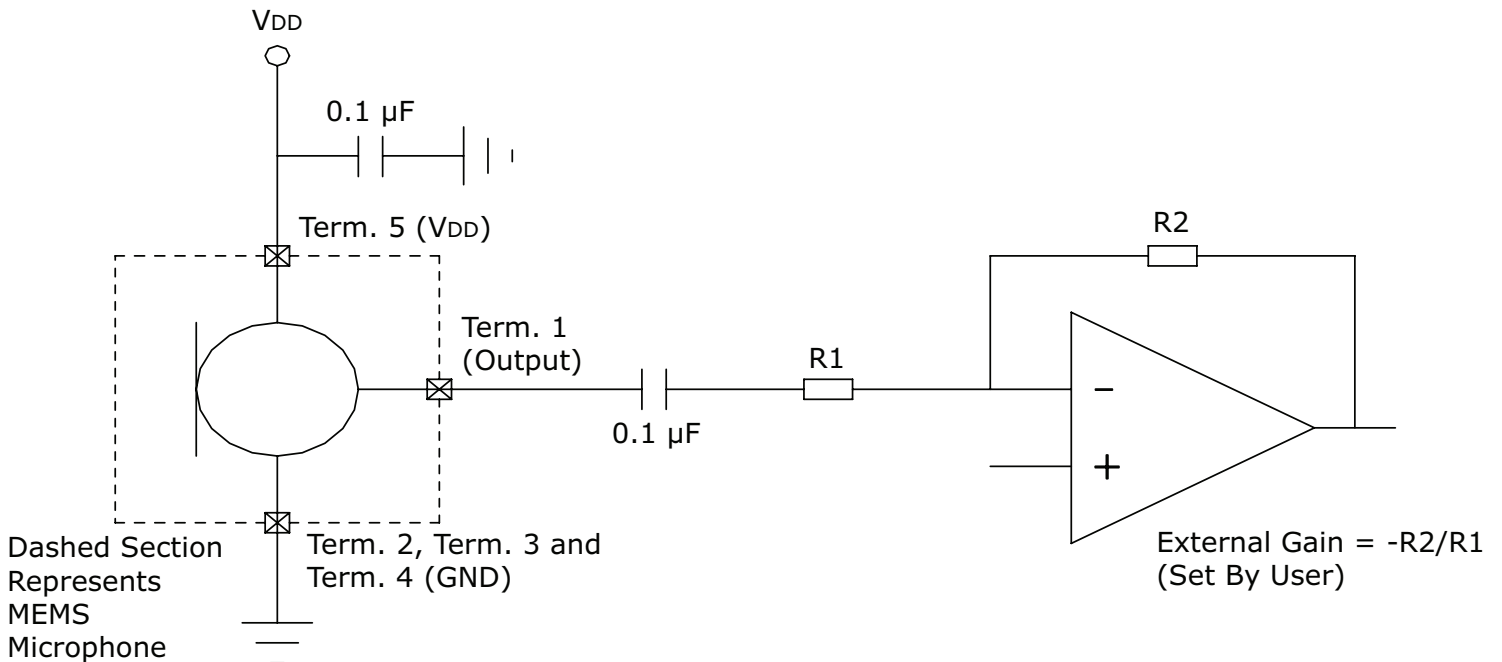 VDD
0.1 µF
Term. 5 (VDD)
R2
Term. 1
(Output)
R1
0.1 µF
−
+
Dashed Section
Represents
MEMS
Microphone
Term. 2, Term. 3 and
Term. 4 (GND)
External Gain = -R2/R1
(Set By User)